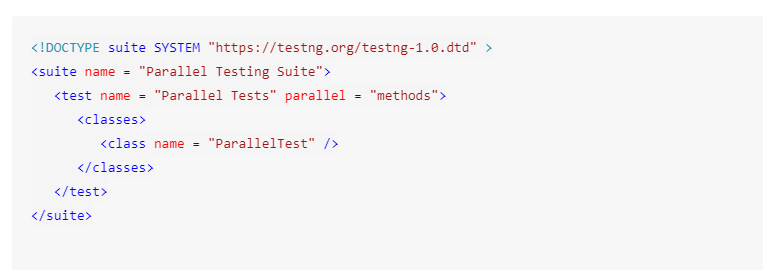 <!DOCTYPE suite SYSTEM "https://testng.org/testng-1.0.dtd" >
<suite name = "Parallel Testing Suite">
   <test name = "Parallel Tests" parallel = "methods">
      <classes>
         <class name = "ParallelTest" />
      </classes>
   </test>
</suite>